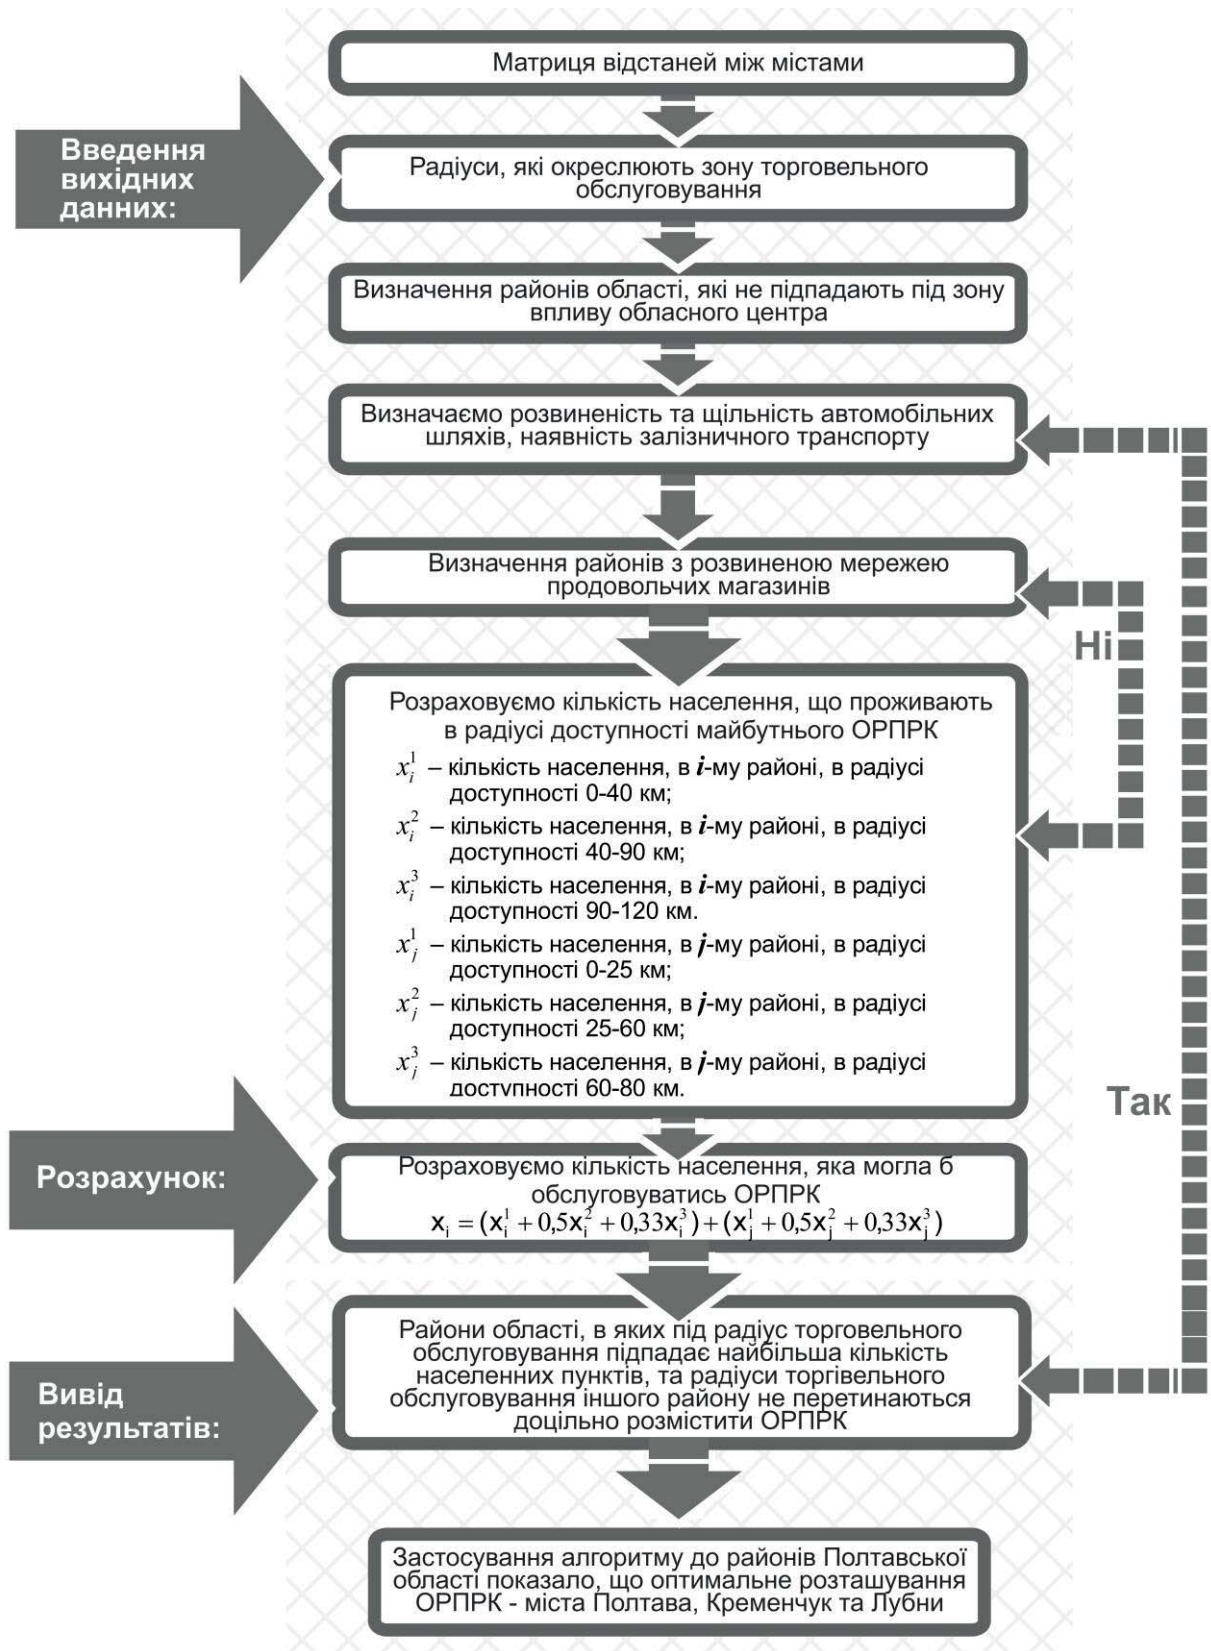 Матриця відстаней між містами
Введення
вихідних
данних:
Радіуси, які окреслюють зону торговельного
обслуговування
Визначення районів області, які не підпадають під зону
впливу обласного центра
Визначаємо розвиненість та щільність автомобільних
шляхів, наявність залізничного транспорту
Визначення районів з розвиненою мережею
продовольчих магазинів
Ні
Розраховуємо кількість населення, що проживають
в радіусі доступності майбутнього ОРПРК
x_i^1 – кількість населення, в i-му районі, в радіусі
доступності 0-40 км;
x_i^2 – кількість населення, в i-му районі, в радіусі
доступності 40-90 км;
x_i^3 – кількість населення, в i-му районі, в радіусі
доступності 90-120 км.
x_j^1 – кількість населення, в j-му районі, в радіусі
доступності 0-25 км;
x_j^2 – кількість населення, в j-му районі, в радіусі
доступності 25-60 км;
x_j^3 – кількість населення, в j-му районі, в радіусі
доступності 60-80 км.
Так
Розрахунок:
Розраховуємо кількість населення, яка могла б
обслуговуватись ОРПРК
x_i = (x_i^1 + 0,5x_i^2 + 0,33x_i^3) + (x_j^1 + 0,5x_j^2 + 0,33x_j^3)
Вивід
результатів:
Райони області, в яких під радіус торговельного
обслуговування підпадає найбільша кількість
населенних пунктів, та радіуси торгівельного
обслуговування іншого району не перетинаються
доцільно розмістити ОРПРК
Застосування алгоритму до районів Полтавської
області показало, що оптимальне розташування
ОРПРК - міста Полтава, Кременчук та Лубни